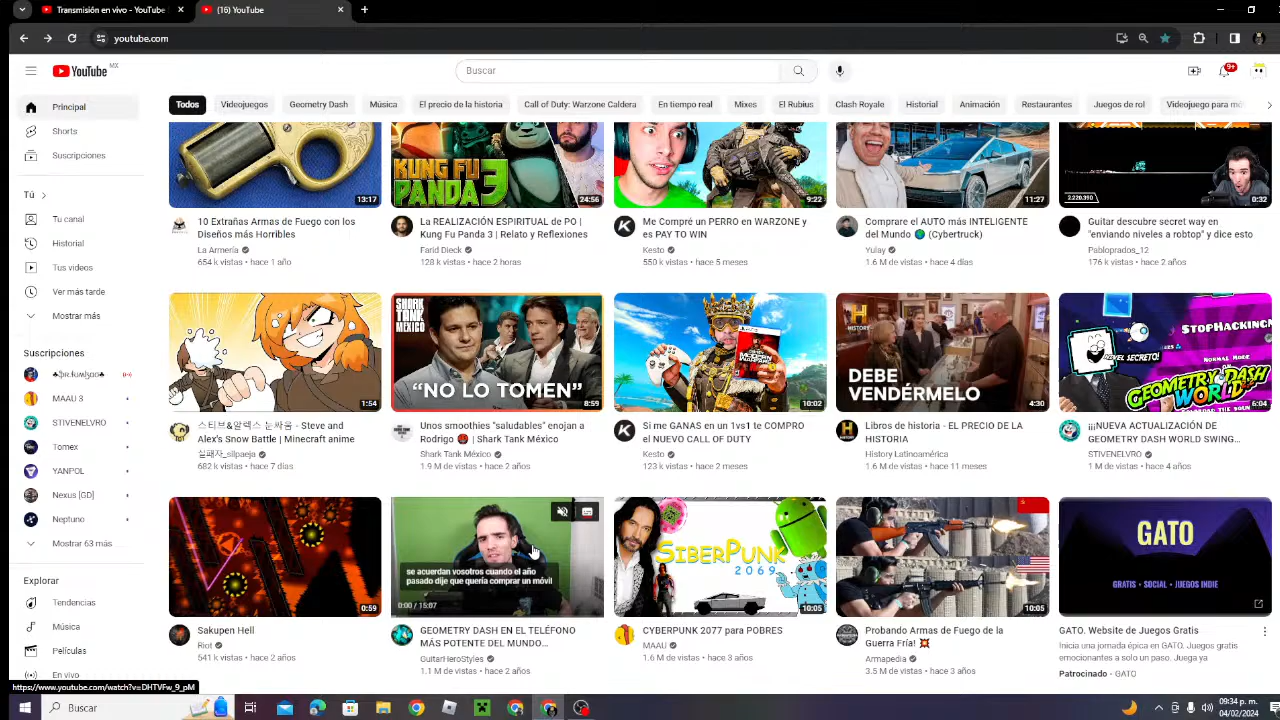 Transmisión en vivo - YouTube
(16) YouTube
youtube.com
YouTube MX
Buscar
9+
Principal
Shorts
Suscripciones
Tú
Tu canal
Historial
Tus videos
Ver más tarde
Mostrar más
Suscripciones
MAAU 3
STIVENELVRO
Tomex
YANPOL
Nexus [GD]
Neptuno
Mostrar 63 más
Explorar
Tendencias
Música
Películas
En vivo
Todos Videojuegos Geometry Dash Música El precio de la historia Call of Duty: Warzone Caldera En tiempo real Mixes El Rubius Clash Royale Historial Animación Restaurantes Juegos de rol Videojuego para mó
13:17
KUNG FU
PANDA 3
24:56
9:22
11:27
2.220.390
0:32
10 Extrañas Armas de Fuego con los
Diseños más Horribles
La Armería
654 k vistas • hace 1 año
La REALIZACIÓN ESPIRITUAL de PO |
Kung Fu Panda 3 | Relato y Reflexiones
Farid Dieck
128 k vistas • hace 2 horas
Me Compré un PERRO en WARZONE y
es PAY TO WIN
Kesto
550 k vistas • hace 5 meses
Comprare el AUTO más INTELIGENTE
del Mundo 🌎 (Cybertruck)
Yulay
1.6 M de vistas • hace 4 días
Guitar descubre secret way en
"enviando niveles a robtop" y dice esto
Pabloprados_12
176 k vistas • hace 2 años
1:54
SHARK
TANK
MÉXICO
"NO LO TOMEN"
8:59
MODERN
WARFARE
10:02
HISTORY
DEBE
VENDÉRMELO
4:30
STOPHACKING
¡NIVEL SECRETO!
NORMAL MODE
GEOMETRY DASH
WORLD
6:04
스티브&알렉스 눈싸움 - Steve and
Alex's Snow Battle | Minecraft anime
실패자_silpaeja
682 k vistas • hace 7 días
Unos smoothies "saludables" enojan a
Rodrigo 😡 | Shark Tank México
Shark Tank México
1.9 M de vistas • hace 2 años
Si me GANAS en un 1vs1 te COMPRO
el NUEVO CALL OF DUTY
Kesto
123 k vistas • hace 2 meses
Libros de historia - EL PRECIO DE LA
HISTORIA
History Latinoamérica
1.6 M de vistas • hace 11 meses
¡¡¡NUEVA ACTUALIZACIÓN DE
GEOMETRY DASH WORLD SWING...
STIVENELVRO
1 M de vistas • hace 4 años
0:59
se acuerdan vosotros cuando el año
pasado dije que quería comprar un móvil
0:00 / 15:07
SIBERPUNK
2069
10:05
10:05
GATO
GRATIS • SOCIAL • JUEGOS INDIE
Sakupen Hell
Riot
541 k vistas • hace 2 años
GEOMETRY DASH EN EL TELÉFONO
MÁS POTENTE DEL MUNDO...
GuitarHeroStyles
1.1 M de vistas • hace 2 años
CYBERPUNK 2077 para POBRES
MAAU
1.6 M de vistas • hace 3 años
Probando Armas de Fuego de la
Guerra Fría! 💥
Armapedia
3.5 M de vistas • hace 3 años
GATO. Website de Juegos Gratis
Inicia una jornada épica en GATO. Juegos gratis
emocionantes a solo un paso. Juega ya
Patrocinado • GATO
https://www.youtube.com/watch?v=DHTVFw_9_pM
Buscar
09:34 p. m.
04/02/2024